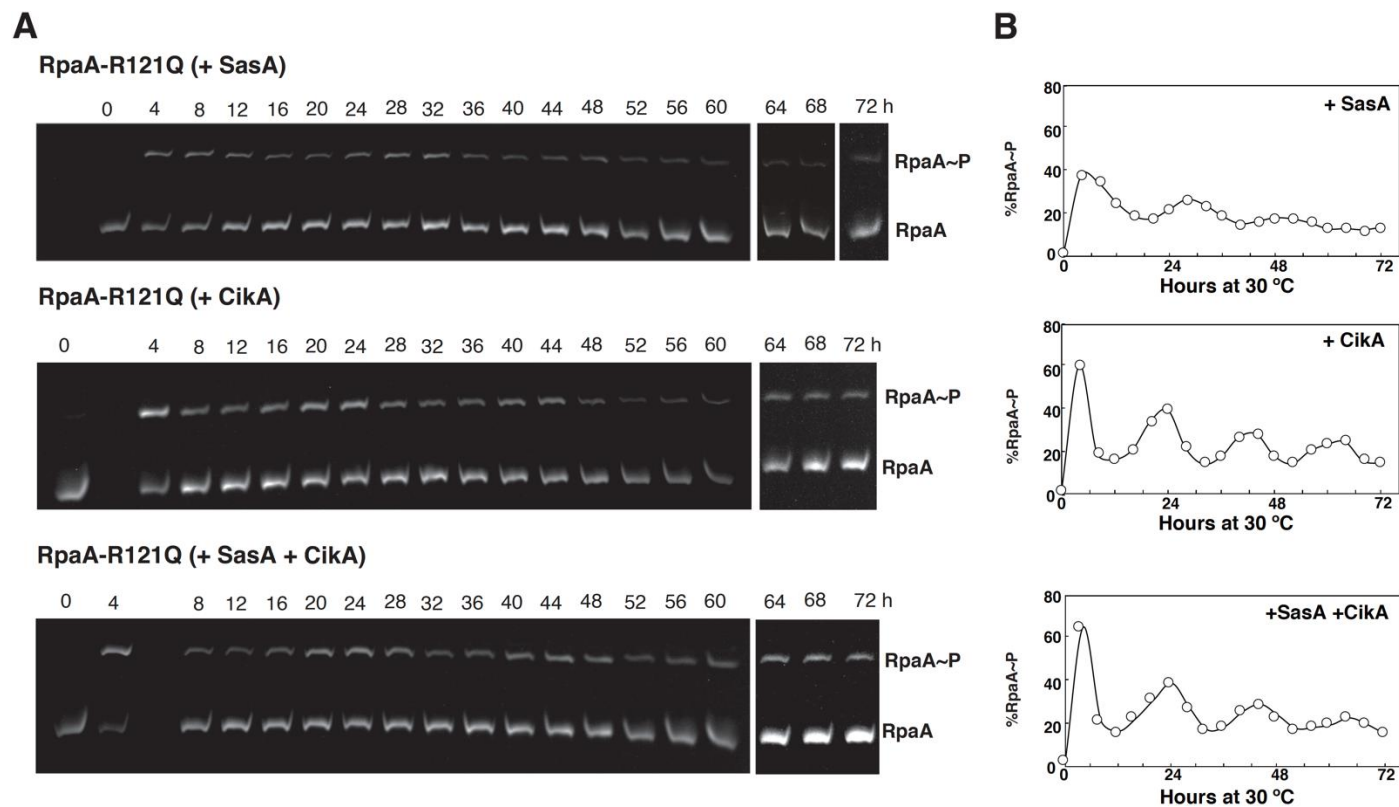 A
RpaA-R121Q (+ SasA)
0 4 8 12 16 20 24 28 32 36 40 44 48 52 56 60 64 68 72 h
RpaA~P
RpaA
RpaA-R121Q (+ CikA)
0 4 8 12 16 20 24 28 32 36 40 44 48 52 56 60 64 68 72 h
RpaA~P
RpaA
RpaA-R121Q (+ SasA + CikA)
0 4 8 12 16 20 24 28 32 36 40 44 48 52 56 60 64 68 72 h
RpaA~P
RpaA
B
+ SasA
%RpaA~P
80
60
40
20
0
0 24 48 72
Hours at 30 °C
+ CikA
%RpaA~P
80
60
40
20
0
0 24 48 72
Hours at 30 °C
+SasA +CikA
%RpaA~P
80
60
40
20
0
0 24 48 72
Hours at 30 °C